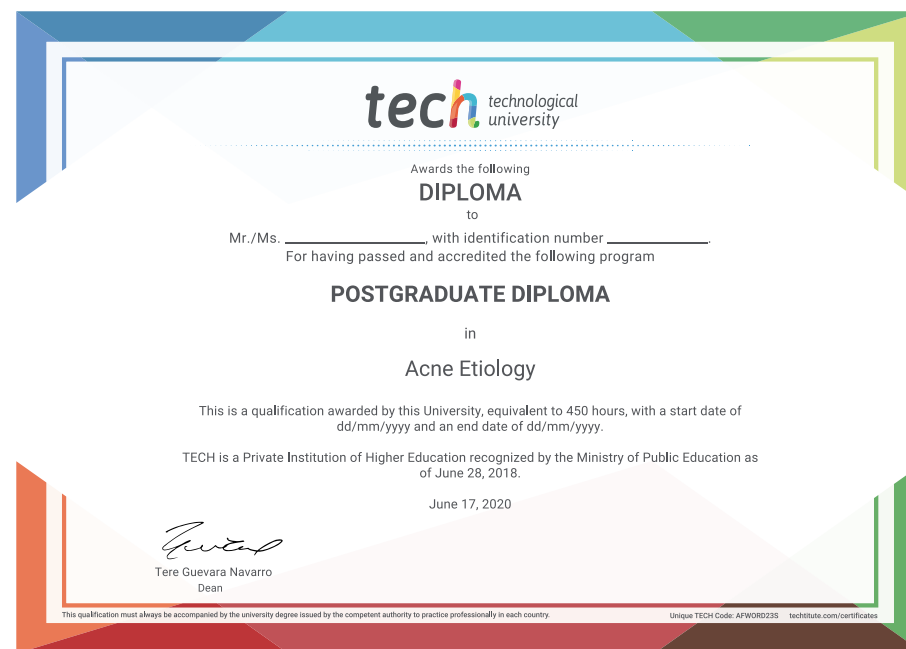 tech technological
university
Awards the following
DIPLOMA
to
Mr./Ms. ____________________, with identification number ______________.
For having passed and accredited the following program
POSTGRADUATE DIPLOMA
in
Acne Etiology
This is a qualification awarded by this University, equivalent to 450 hours, with a start date of
dd/mm/yyyy and an end date of dd/mm/yyyy.
TECH is a Private Institution of Higher Education recognized by the Ministry of Public Education as
of June 28, 2018.
June 17, 2020
Tere Guevara Navarro
Dean
This qualification must always be accompanied by the university degree issued by the competent authority to practice professionally in each country.
Unique TECH Code: AFWORD23S techtitute.com/certificates